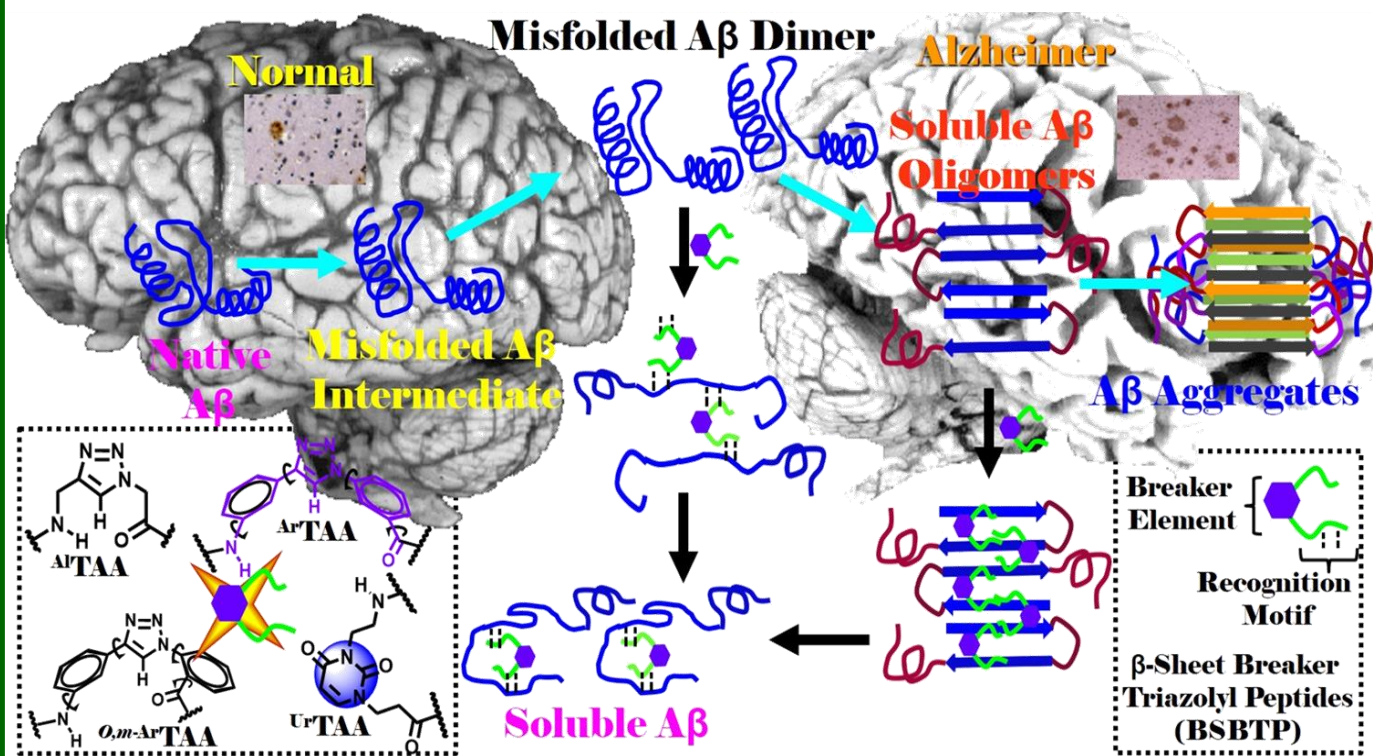 Misfolded Aβ Dimer
Normal
Alzheimer
Soluble Aβ
Oligomers
Native
Aβ
Misfolded Aβ
Intermediate
Aβ Aggregates
N
N
N
N
H
H
O
AlTAA
N
N
N
H
N
H
O
ArTAA
N
N
N
H
N
H
O
O,m-ArTAA
H
N
O
N
O
N
O
UrTAA
Soluble Aβ
Breaker
Element
Recognition
Motif
β-Sheet Breaker
Triazolyl Peptides
(BSBTP)